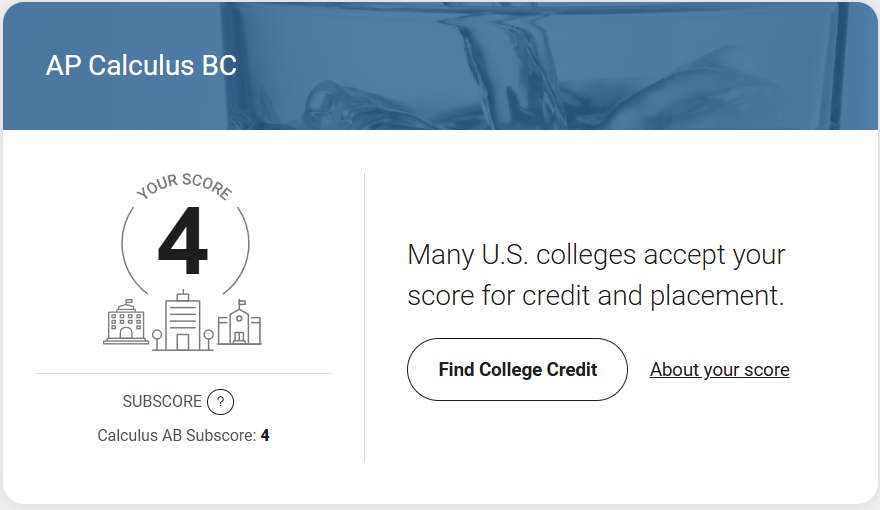 AP Calculus BC
YOUR SCORE
4
SUBSCORE ?
Calculus AB Subscore: 4
Many U.S. colleges accept your
score for credit and placement.
Find College Credit
About your score